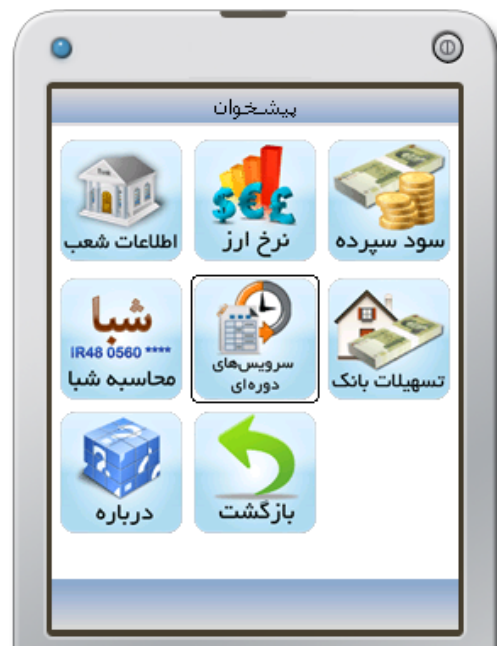 پیشخوان
سود سپرده
نرخ ارز
اطلاعات شعب
تسهیلات بانک
سرویس‌های
دوره‌ای
شبا
IR48 0560 ****
محاسبه شبا
بازگشت
درباره